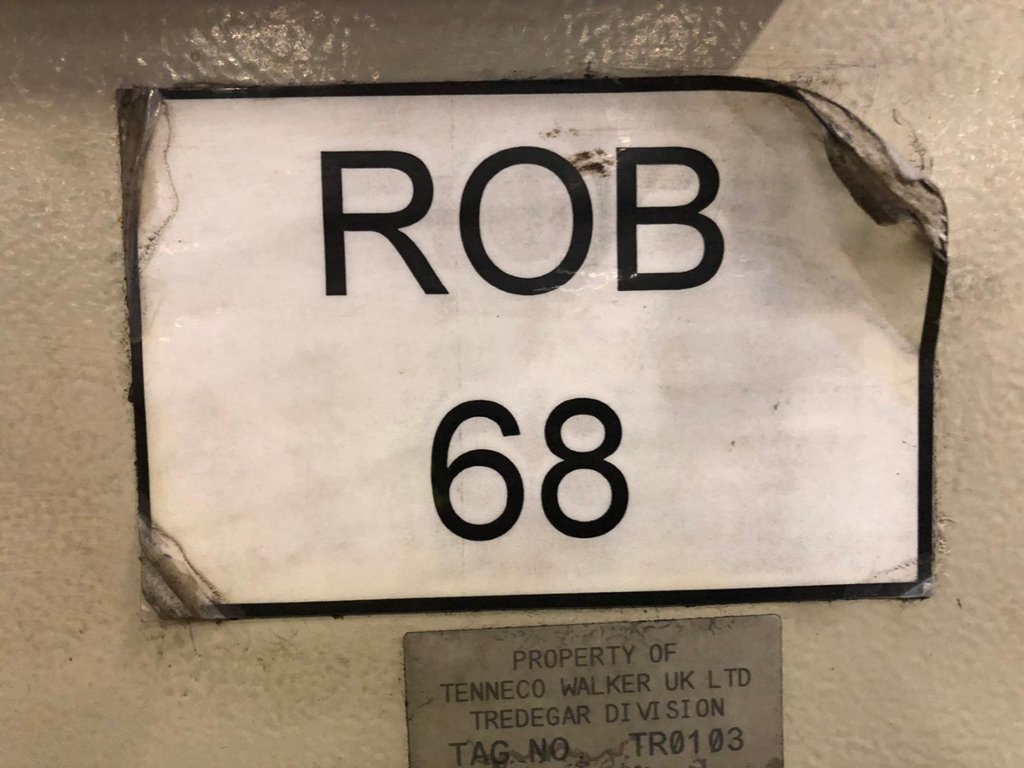 ROB
68
PROPERTY OF
TENNECO WALKER UK LTD
TREDEGAR DIVISION
TAG NO TR0103